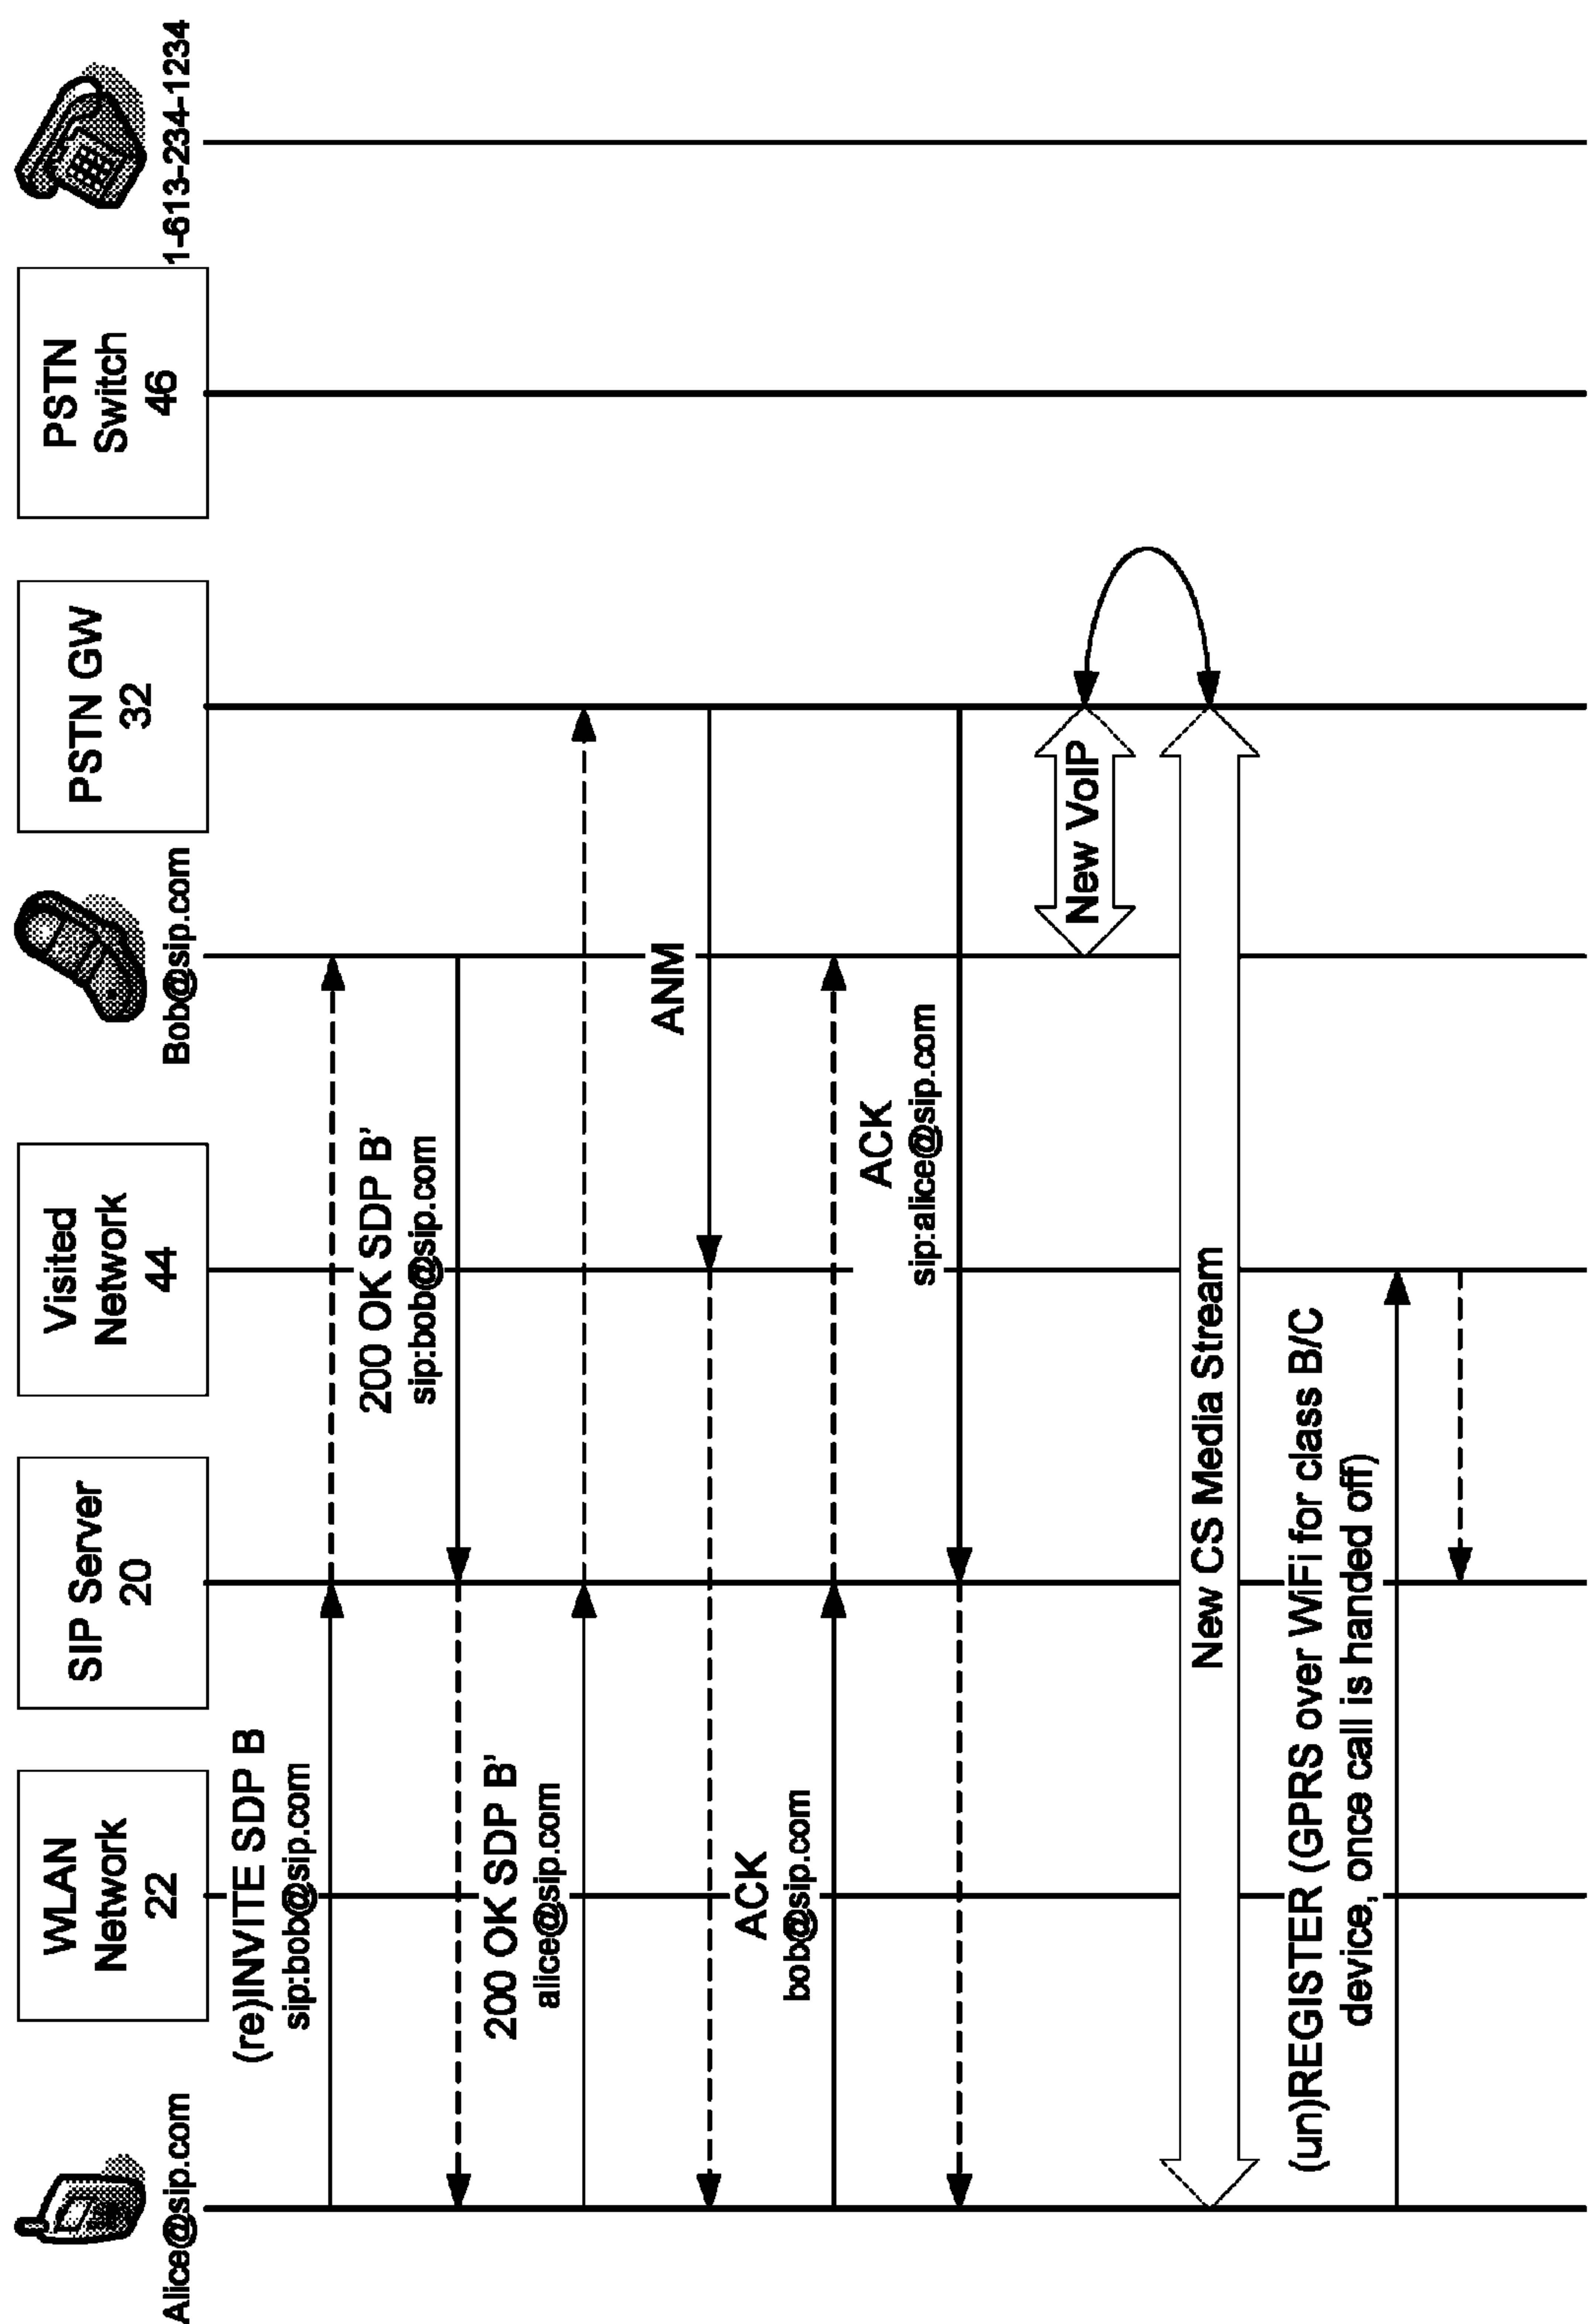 Alice@sip.com
WLAN
Network
22
SIP Server
20
Visited
Network
44
Bob@sip.com
PSTN GW
32
PSTN
Switch
46
1-613-234-1234
(re)INVITE SDP B
sip:bob@sip.com
200 OK SDP B'
sip:bob@sip.com
200 OK SDP B'
alice@sip.com
ANM
ACK
bob@sip.com
ACK
sip:alice@sip.com
New VoIP
New CS Media Stream
(un)REGISTER (GPRS over WiFi for class B/C
device, once call is handed off)